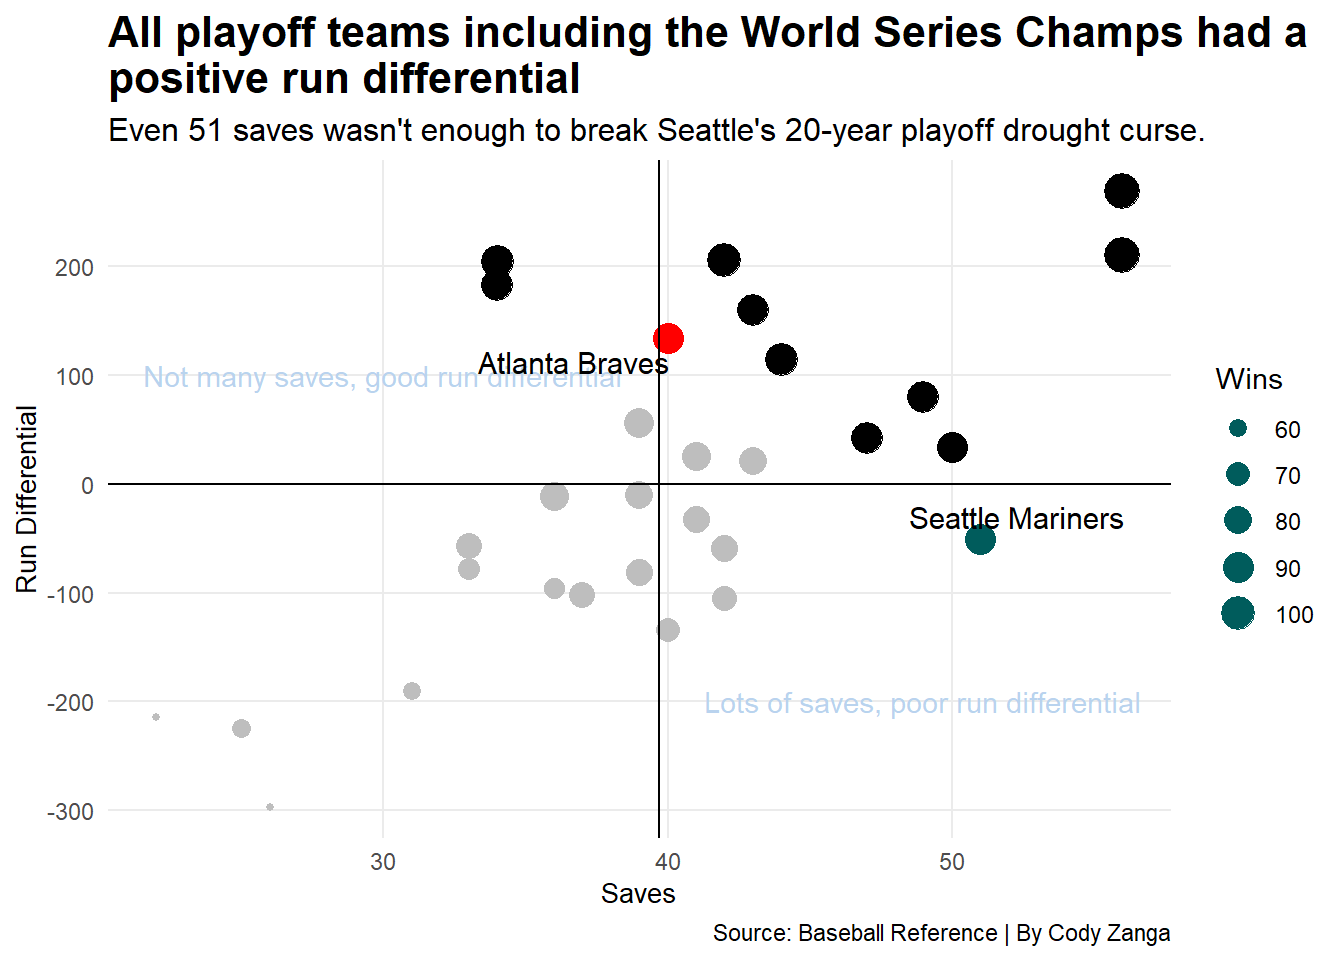 All playoff teams including the World Series Champs had a
positive run differential
Even 51 saves wasn't enough to break Seattle's 20-year playoff drought curse.
200
100
0
-100
-200
-300
Run Differential
Atlanta Braves
Not many saves, good run differential
Seattle Mariners
Lots of saves, poor run differential
30
40
50
Saves
Wins
60
70
80
90
100
Source: Baseball Reference | By Cody Zanga